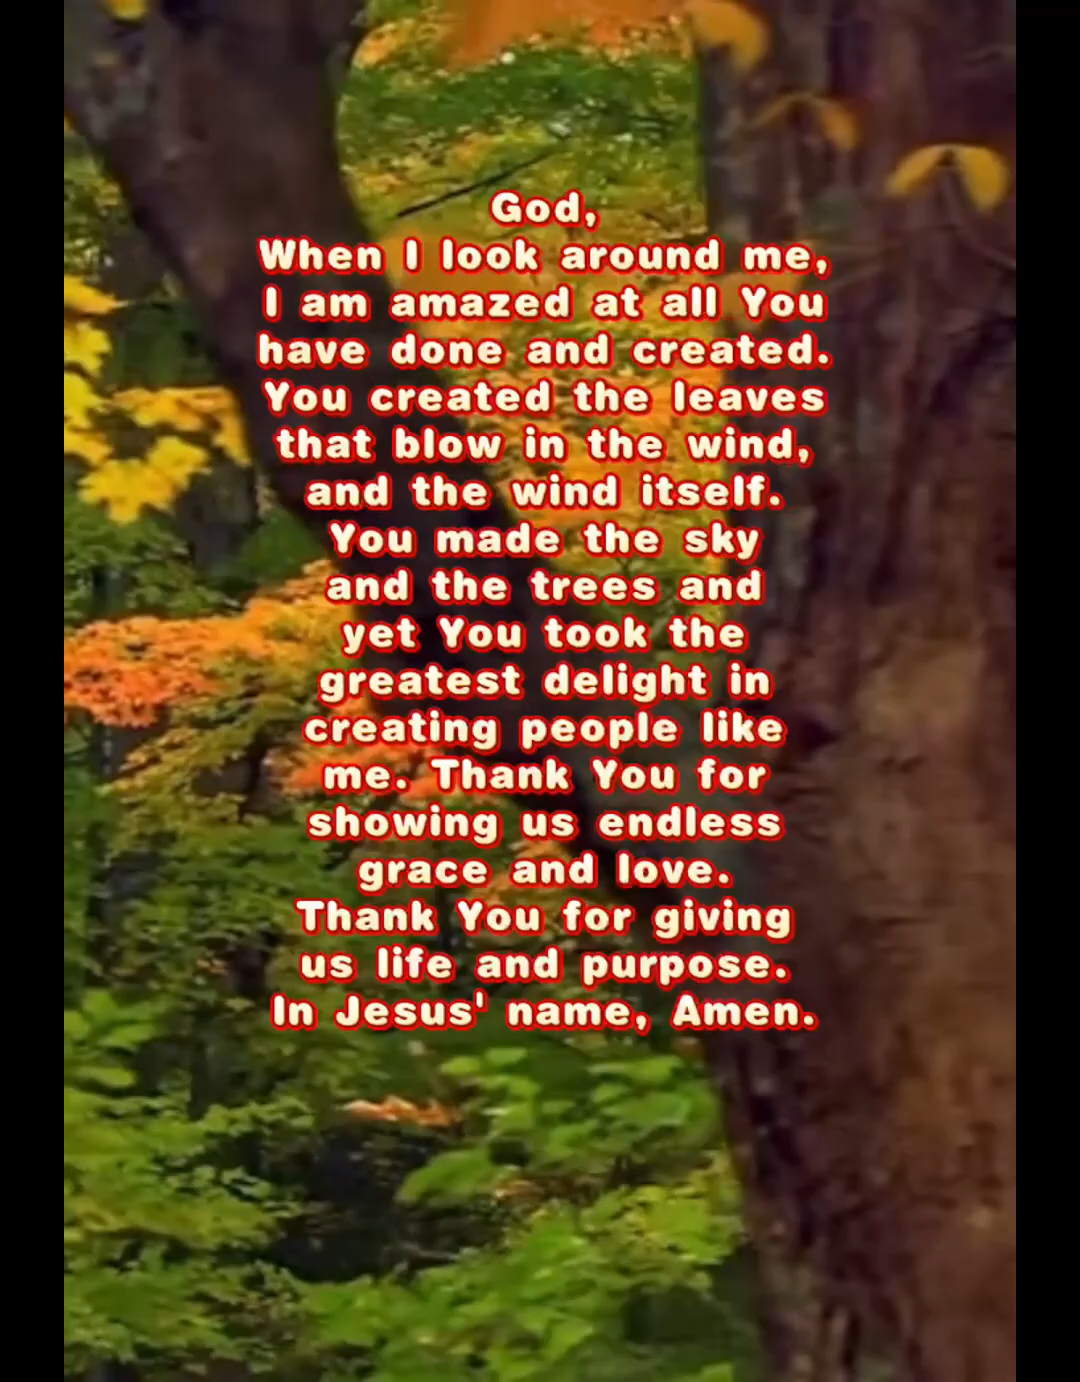 God,
When I look around me,
I am amazed at all You
have done and created.
You created the leaves
that blow in the wind,
and the wind itself.
You made the sky
and the trees and
yet You took the
greatest delight in
creating people like
me. Thank You for
showing us endless
grace and love.
Thank You for giving
us life and purpose.
In Jesus' name, Amen.